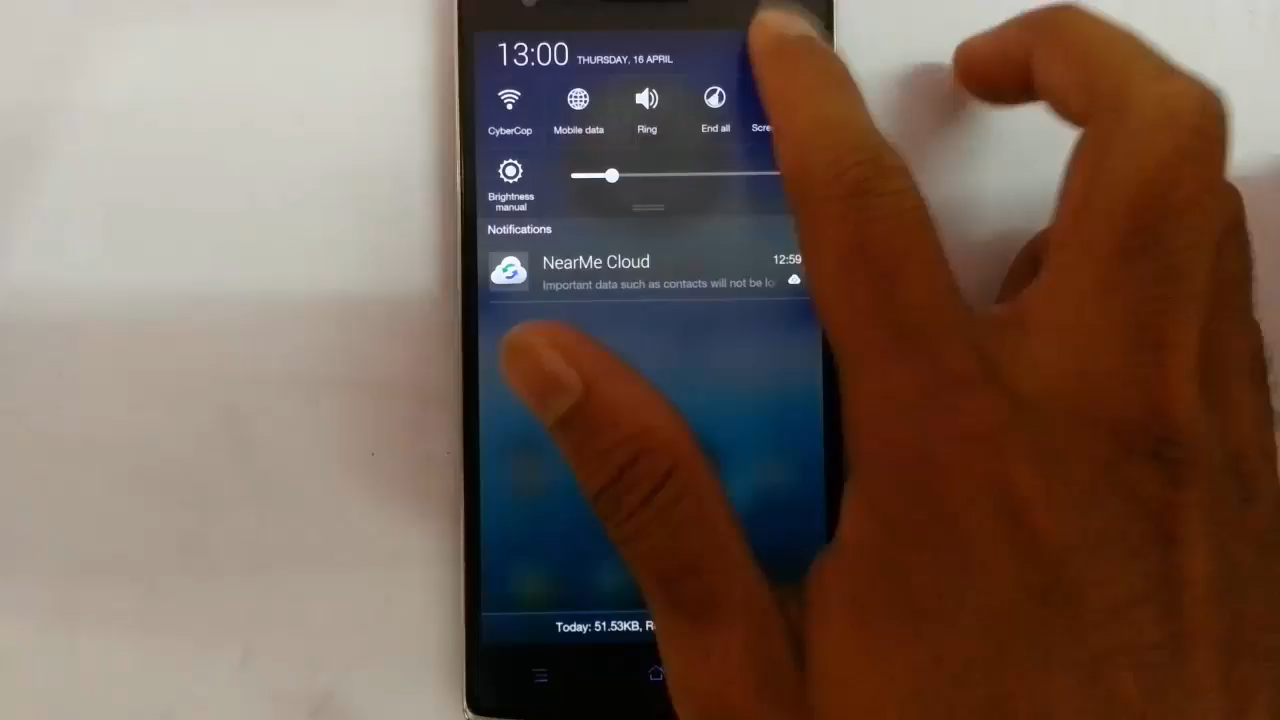 13:00 THURSDAY, 16 APRIL
CyberCop Mobile data Ring End all
Brightness
manual
Notifications
NearMe Cloud 12:59
Important data such as contacts will not be lo
Today: 51.53KB,